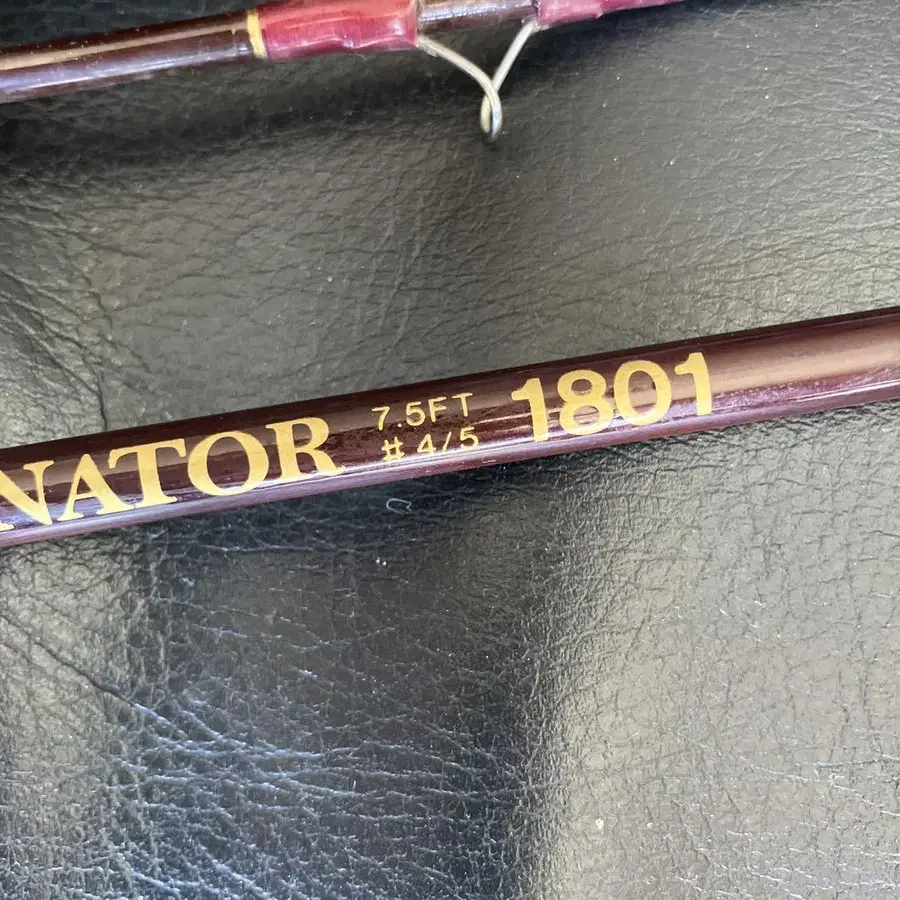 NATOR
7.5FT
# 4/5
1801